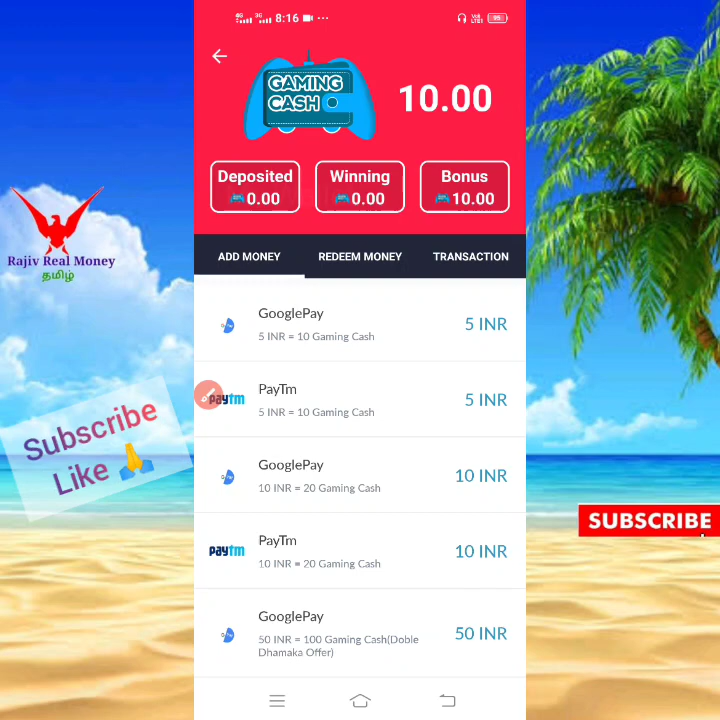 4G 3G 8:16 ...
95
GAMING
CASH
10.00
Deposited
0.00
Winning
0.00
Bonus
10.00
ADD MONEY
REDEEM MONEY
TRANSACTION
GooglePay
5 INR = 10 Gaming Cash
5 INR
PayTm
5 INR = 10 Gaming Cash
5 INR
paytm
GooglePay
10 INR = 20 Gaming Cash
10 INR
paytm
PayTm
10 INR = 20 Gaming Cash
10 INR
GooglePay
50 INR = 100 Gaming Cash(Doble
Dhamaka Offer)
50 INR
Rajiv Real Money
தமிழ்
Subscribe
Like
SUBSCRIBE